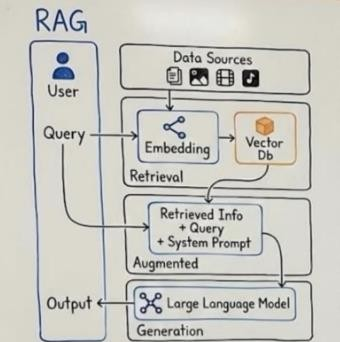 RAG
User
Query
Output
Data Sources
Embedding
Vector
Db
Retrieval
Retrieved Info
+ Query
+ System Prompt
Augmented
Large Language Model
Generation